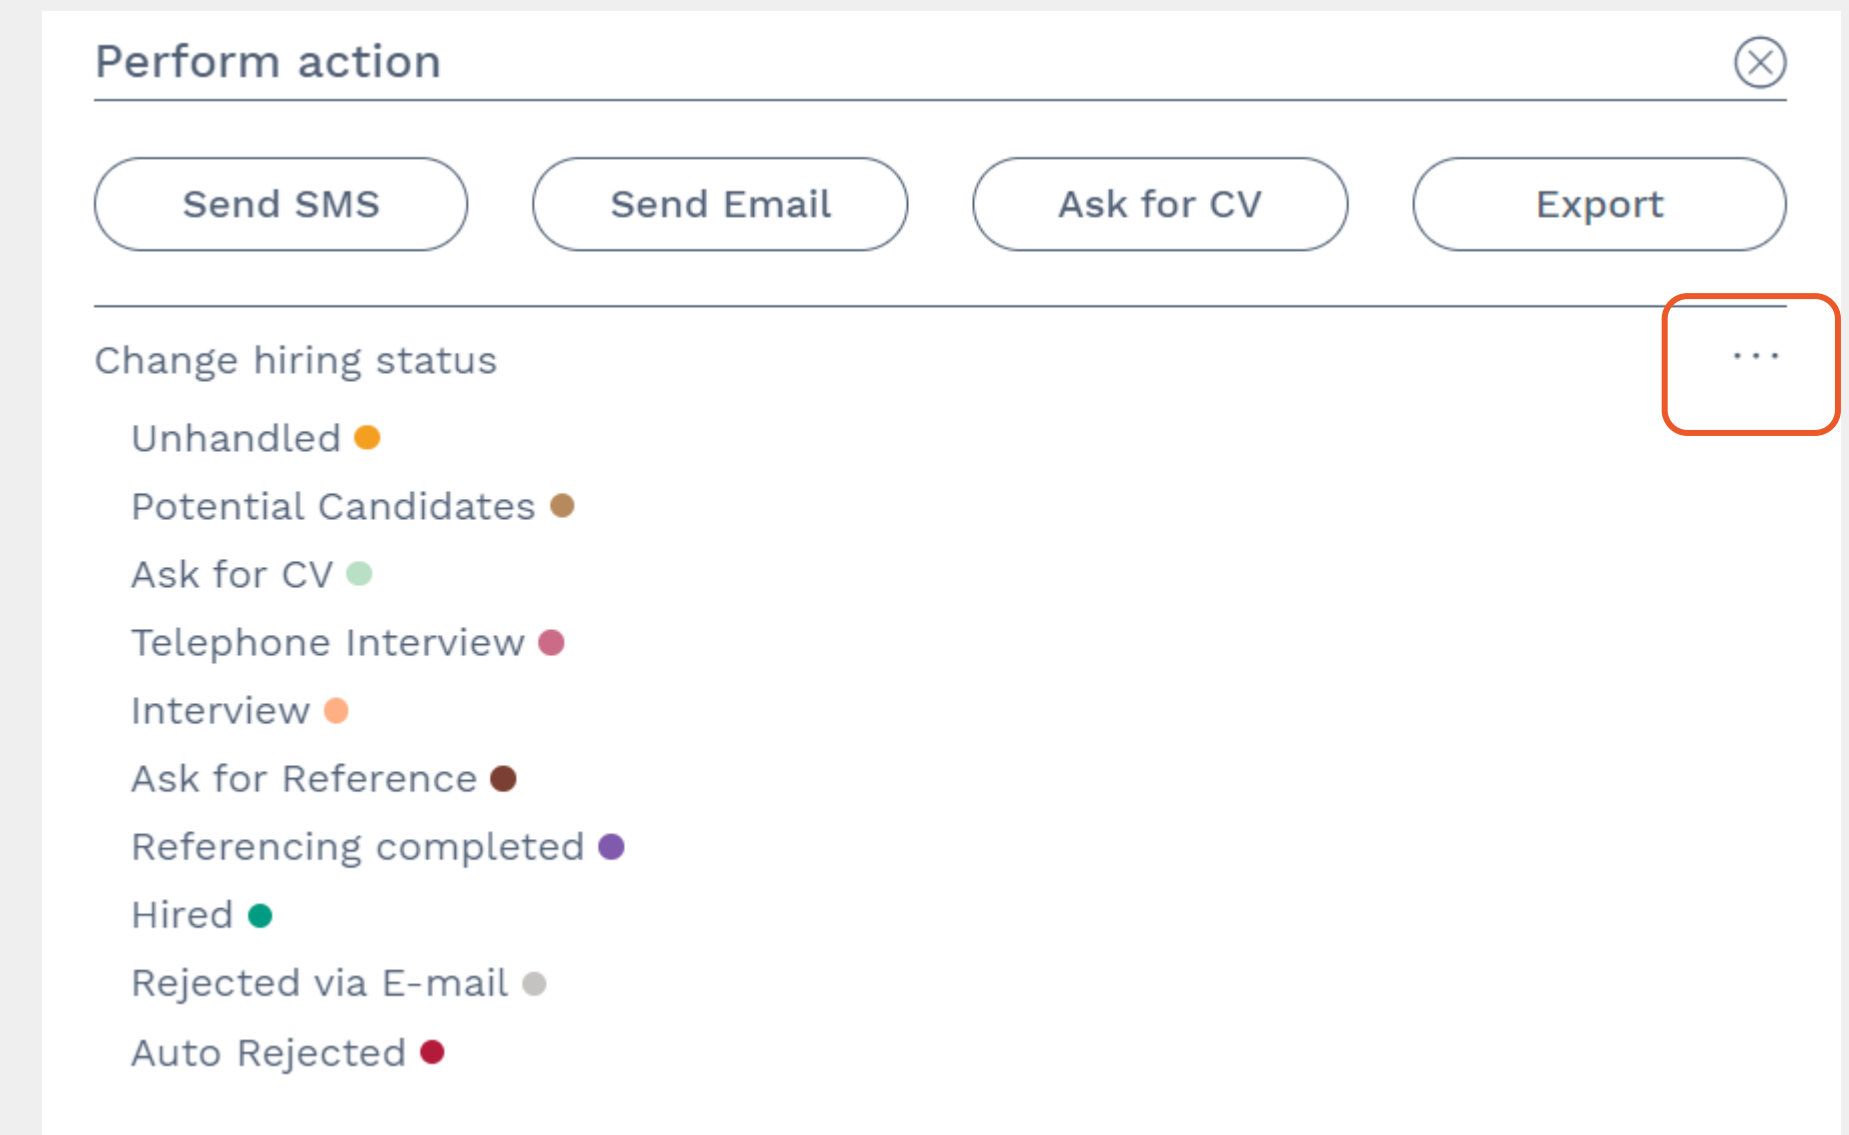 Perform action
Send SMS Send Email Ask for CV Export
Change hiring status ...
Unhandled
Potential Candidates
Ask for CV
Telephone Interview
Interview
Ask for Reference
Referencing completed
Hired
Rejected via E-mail
Auto Rejected